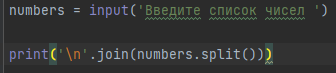 numbers = input('Введите список чисел ')
print('\n'.join(numbers.split()))